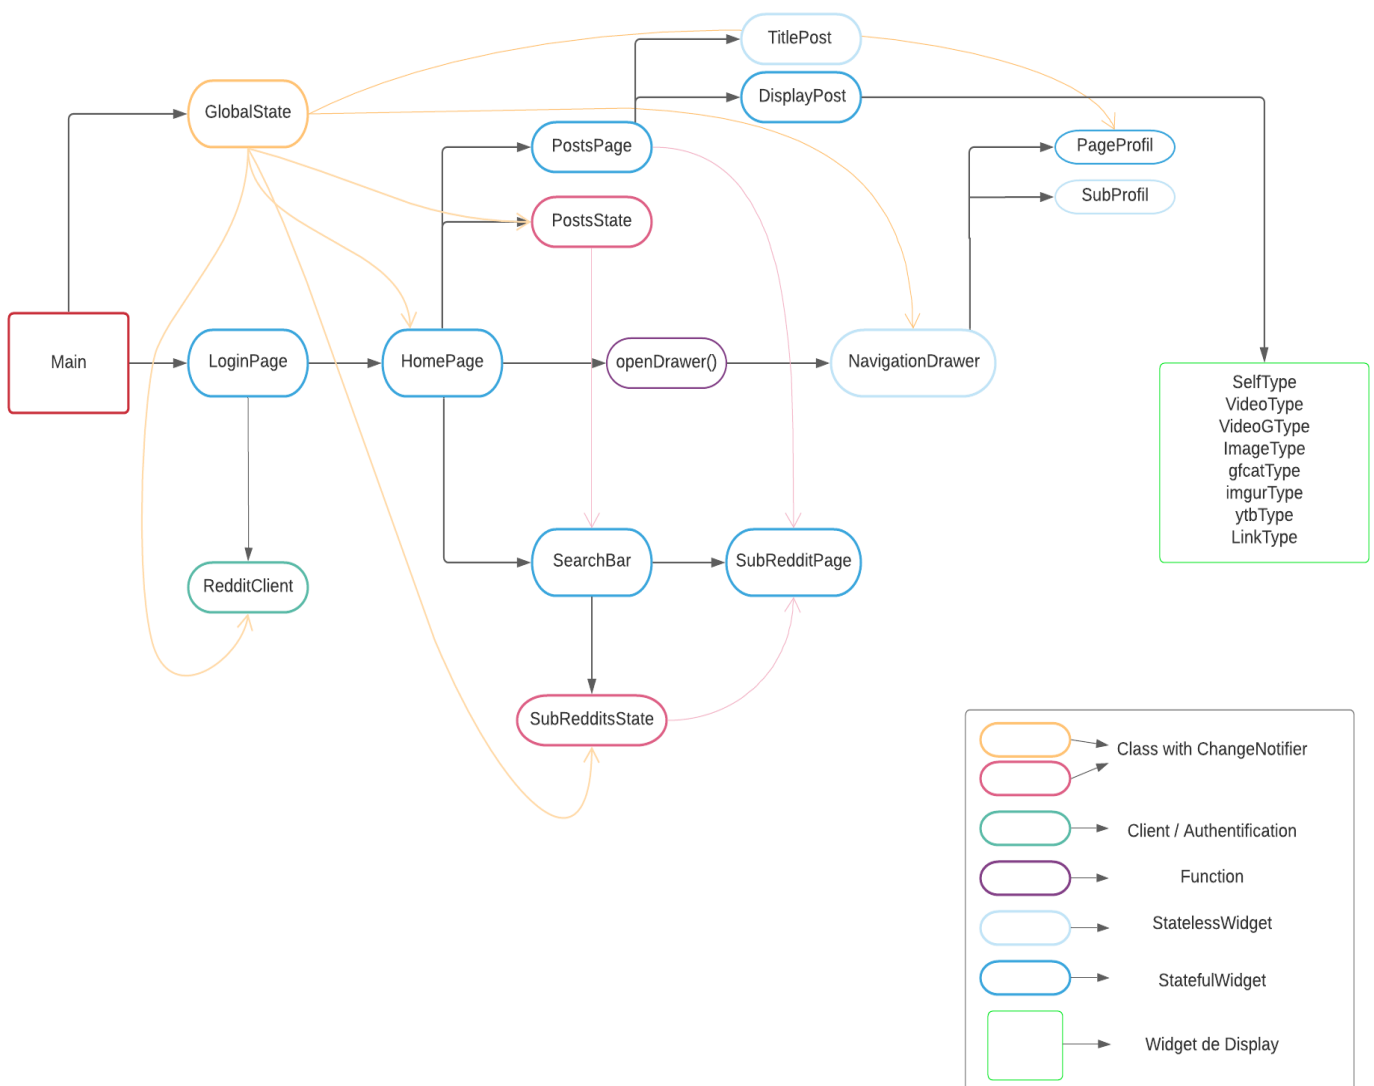 TitlePost
GlobalState
DisplayPost
PostsPage
PageProfil
SubProfil
PostsState
Main
LoginPage
HomePage
openDrawer()
NavigationDrawer
SelfType
VideoType
VideoGType
ImageType
gfcatType
imgurType
ytbType
LinkType
RedditClient
SearchBar
SubRedditPage
SubRedditsState
Class with ChangeNotifier
Client / Authentification
Function
StatelessWidget
StatefulWidget
Widget de Display